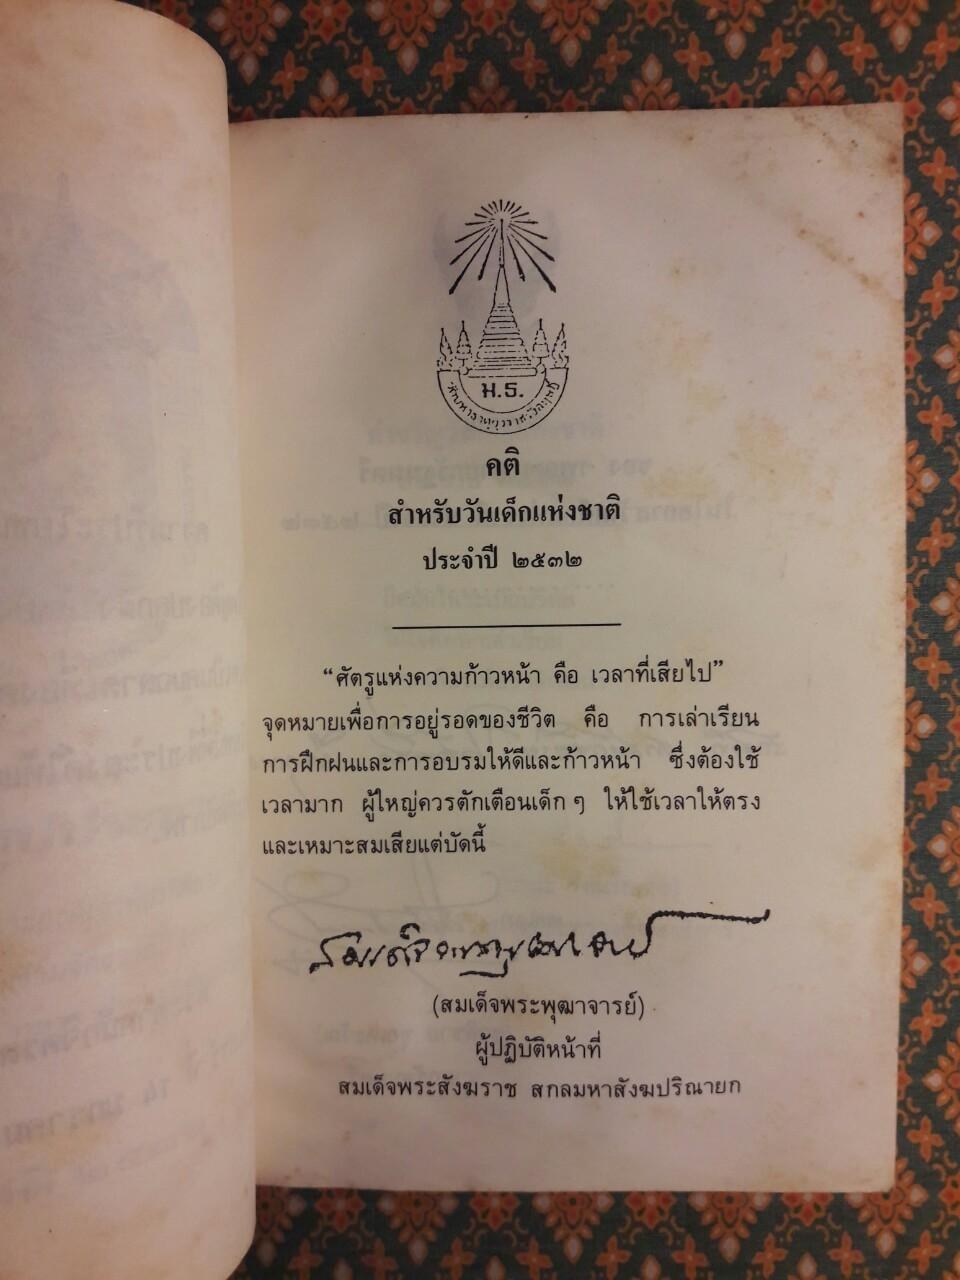 ม.ธ.
คติ
สำหรับวันเด็กแห่งชาติ
ประจำปี ๒๕๓๒
“ศัตรูแห่งความก้าวหน้า คือ เวลาที่เสียไป”
จุดหมายเพื่อการอยู่รอดของชีวิต คือ การเล่าเรียน
การฝึกฝนและการอบรมให้ดีและก้าวหน้า ซึ่งต้องใช้
เวลามาก ผู้ใหญ่ควรตักเตือนเด็ก ๆ ให้ใช้เวลาให้ตรง
และเหมาะสมเสียแต่บัดนี้
(สมเด็จพระพุฒาจารย์)
ผู้ปฏิบัติหน้าที่
สมเด็จพระสังฆราช สกลมหาสังฆปริณายก